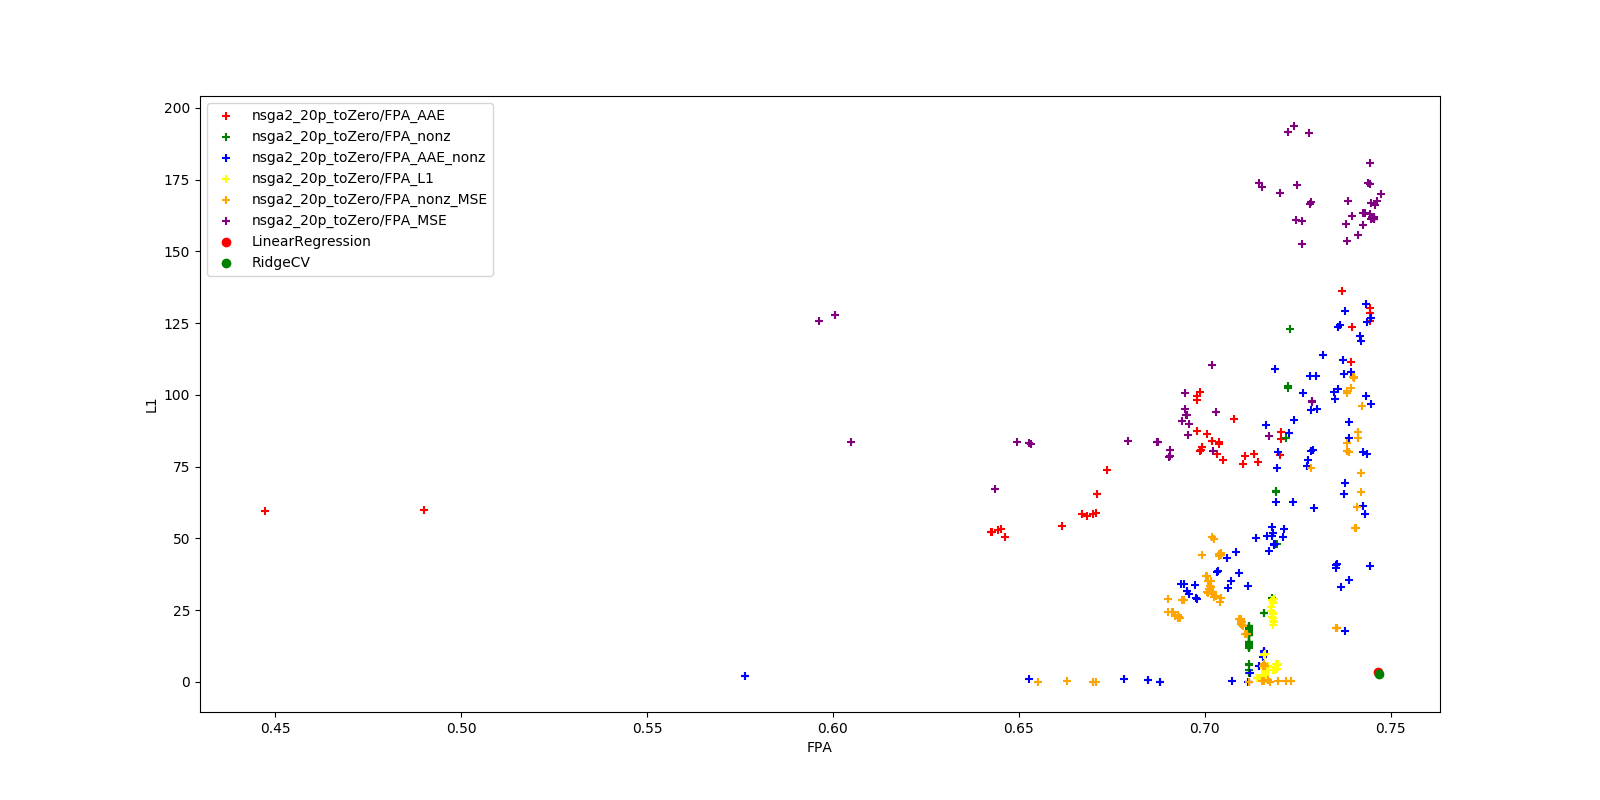 200
175
150
125
100
75
50
25
0
L1
nsga2_20p_toZero/FPA_AAE
nsga2_20p_toZero/FPA_nonz
nsga2_20p_toZero/FPA_AAE_nonz
nsga2_20p_toZero/FPA_L1
nsga2_20p_toZero/FPA_nonz_MSE
nsga2_20p_toZero/FPA_MSE
LinearRegression
RidgeCV
0.45 0.50 0.55 0.60 0.65 0.70 0.75
FPA